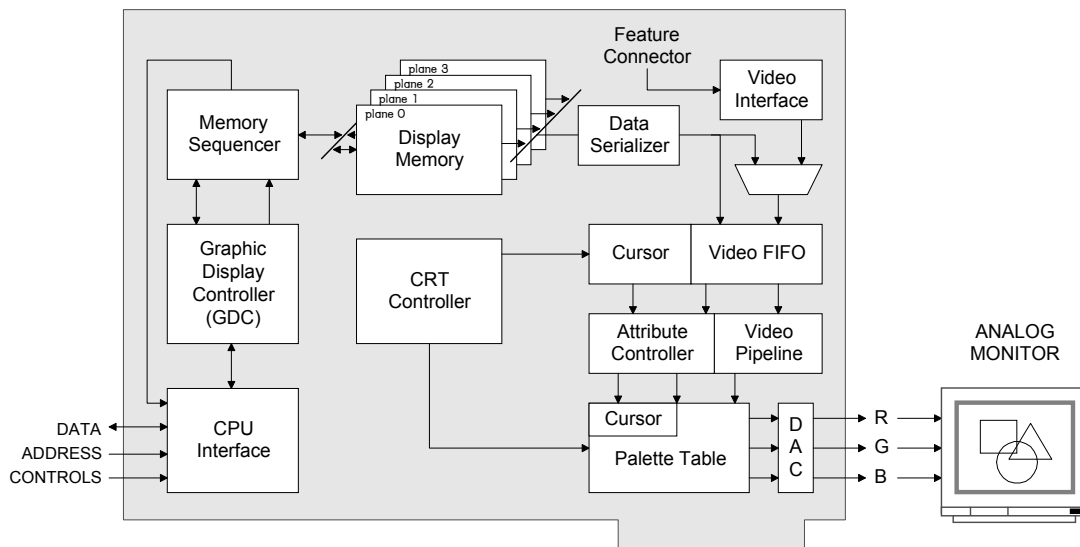 Feature
Connector
plane 3
plane 2
plane 1
plane 0
Video
Interface
Memory
Sequencer
Display
Memory
Data
Serializer
Graphic
Display
Controller
(GDC)
CRT
Controller
Cursor
Video FIFO
Attribute
Controller
Video
Pipeline
ANALOG
MONITOR
CPU
Interface
DATA
ADDRESS
CONTROLS
Cursor
Palette Table
D
A
C
R
G
B